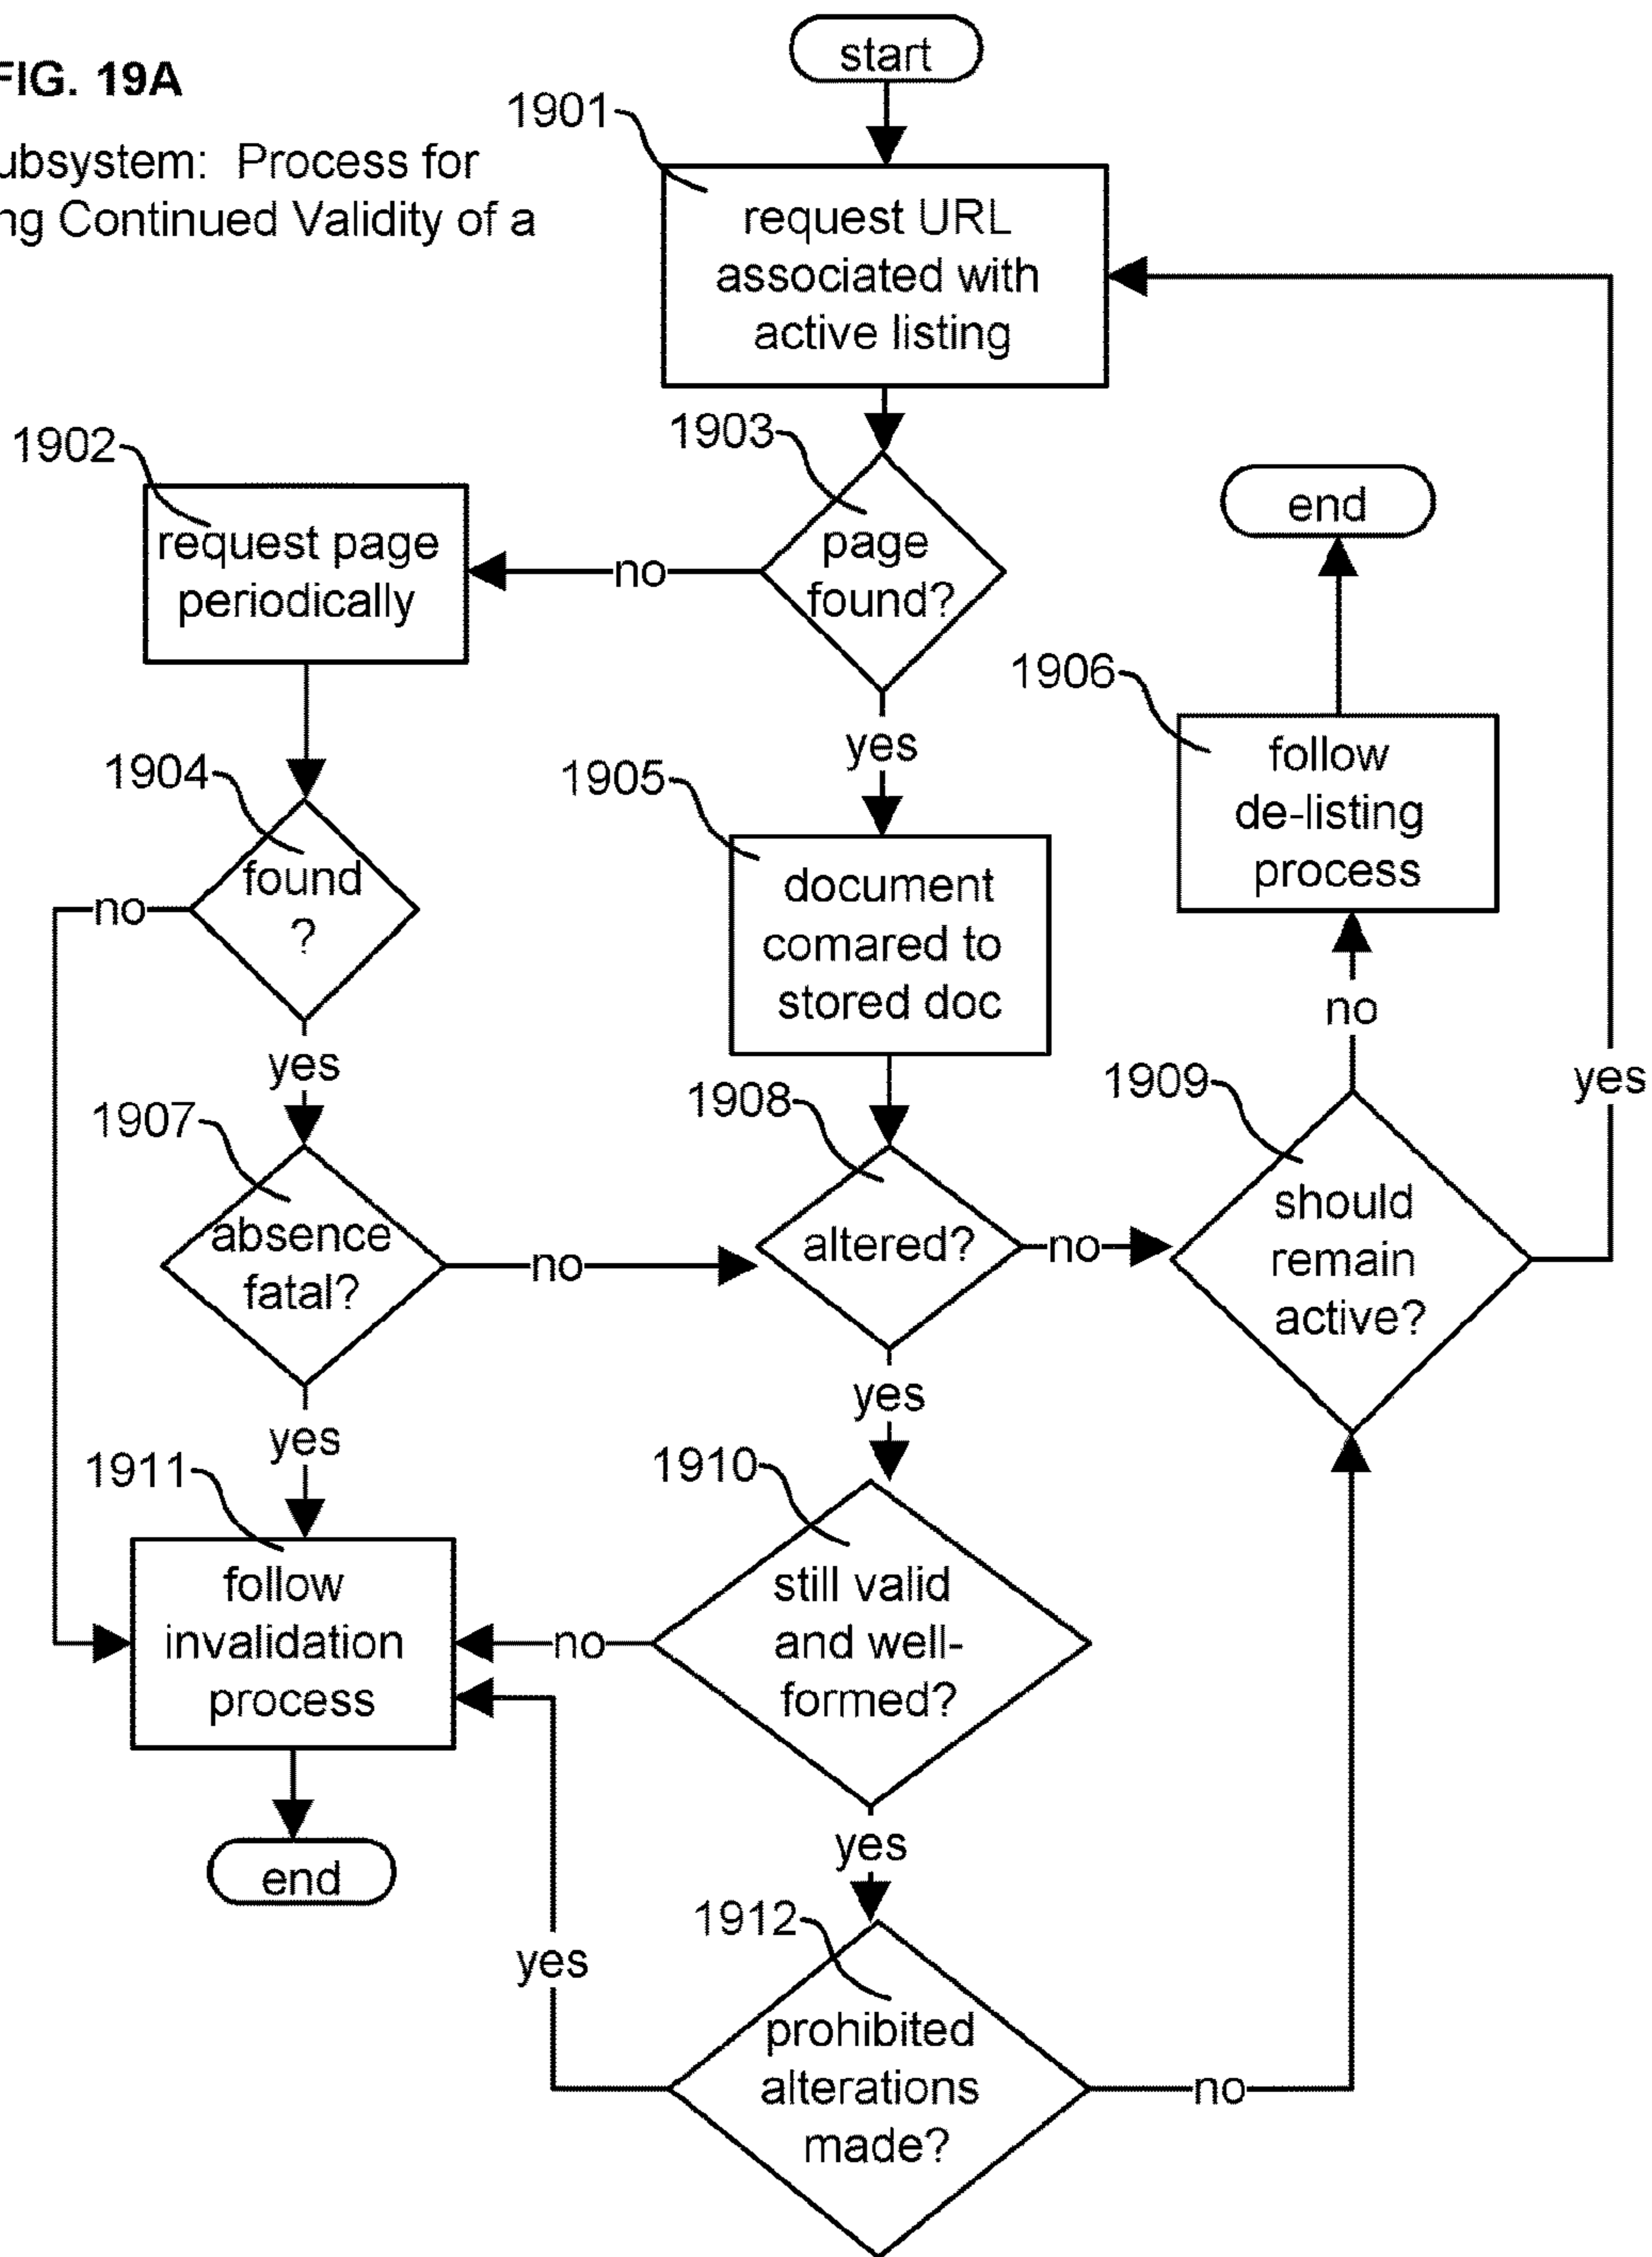 FIG. 19A
ubsystem: Process for
ng Continued Validity of a
start
1901
request URL
associated with
active listing
1902
request page
periodically
1903
page
found?
no
yes
end
1904
found
?
no
yes
1905
document
comared to
stored doc
1906
follow
de-listing
process
no
1907
absence
fatal?
no
yes
1908
altered?
no
yes
1909
should
remain
active?
yes
1911
follow
invalidation
process
1910
still valid
and well-
formed?
no
yes
end
1912
prohibited
alterations
made?
yes
no